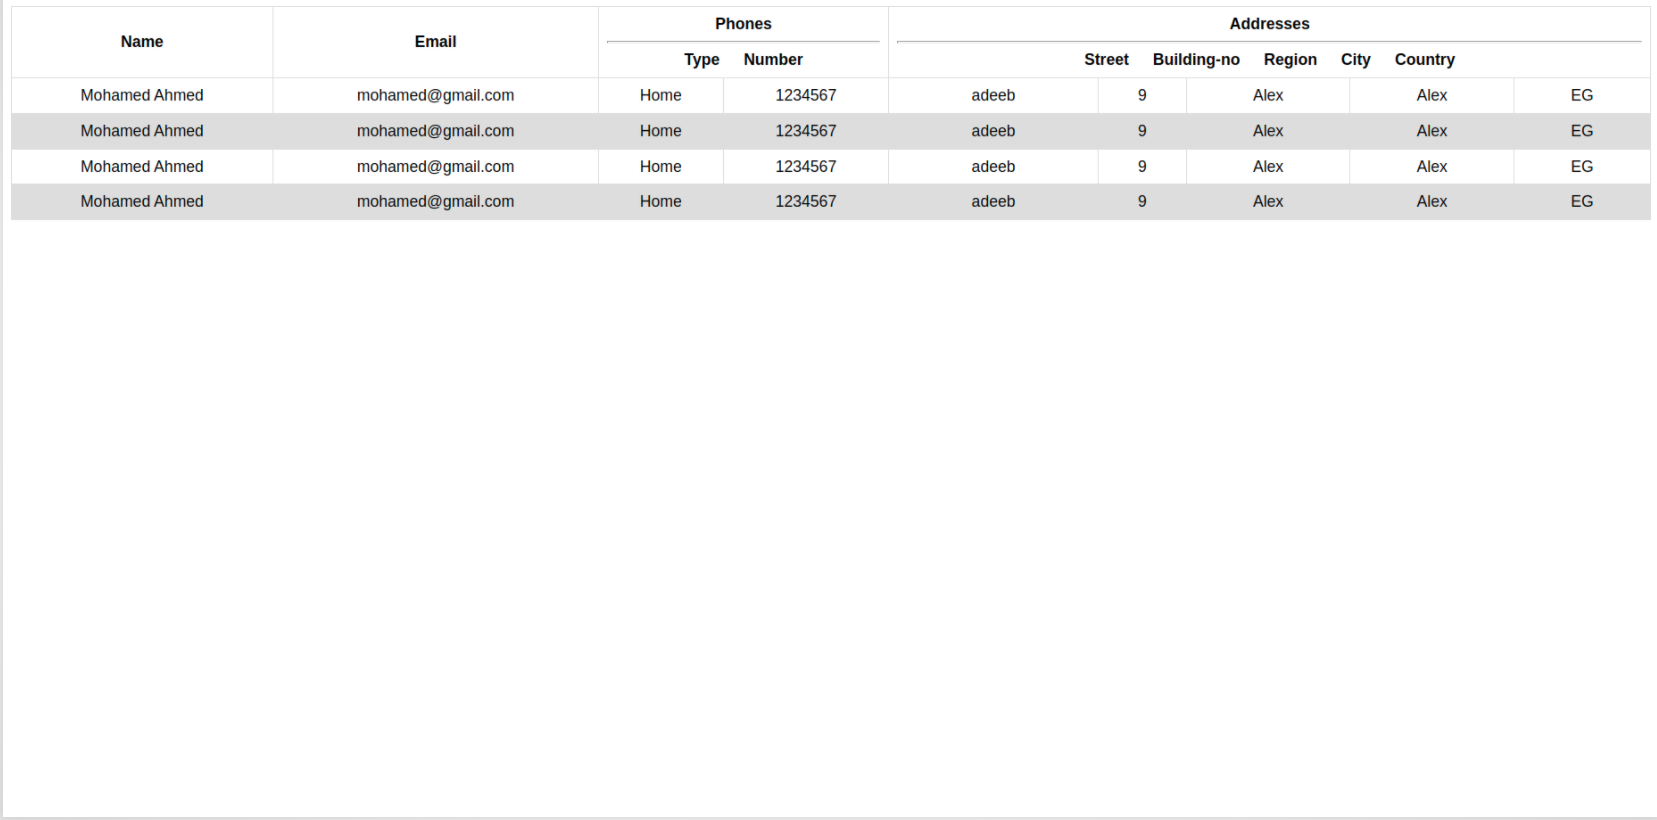 Name Email Phones Addresses
Type Number Street Building-no Region City Country
Mohamed Ahmed mohamed@gmail.com Home 1234567 adeeb 9 Alex Alex EG
Mohamed Ahmed mohamed@gmail.com Home 1234567 adeeb 9 Alex Alex EG
Mohamed Ahmed mohamed@gmail.com Home 1234567 adeeb 9 Alex Alex EG
Mohamed Ahmed mohamed@gmail.com Home 1234567 adeeb 9 Alex Alex EG